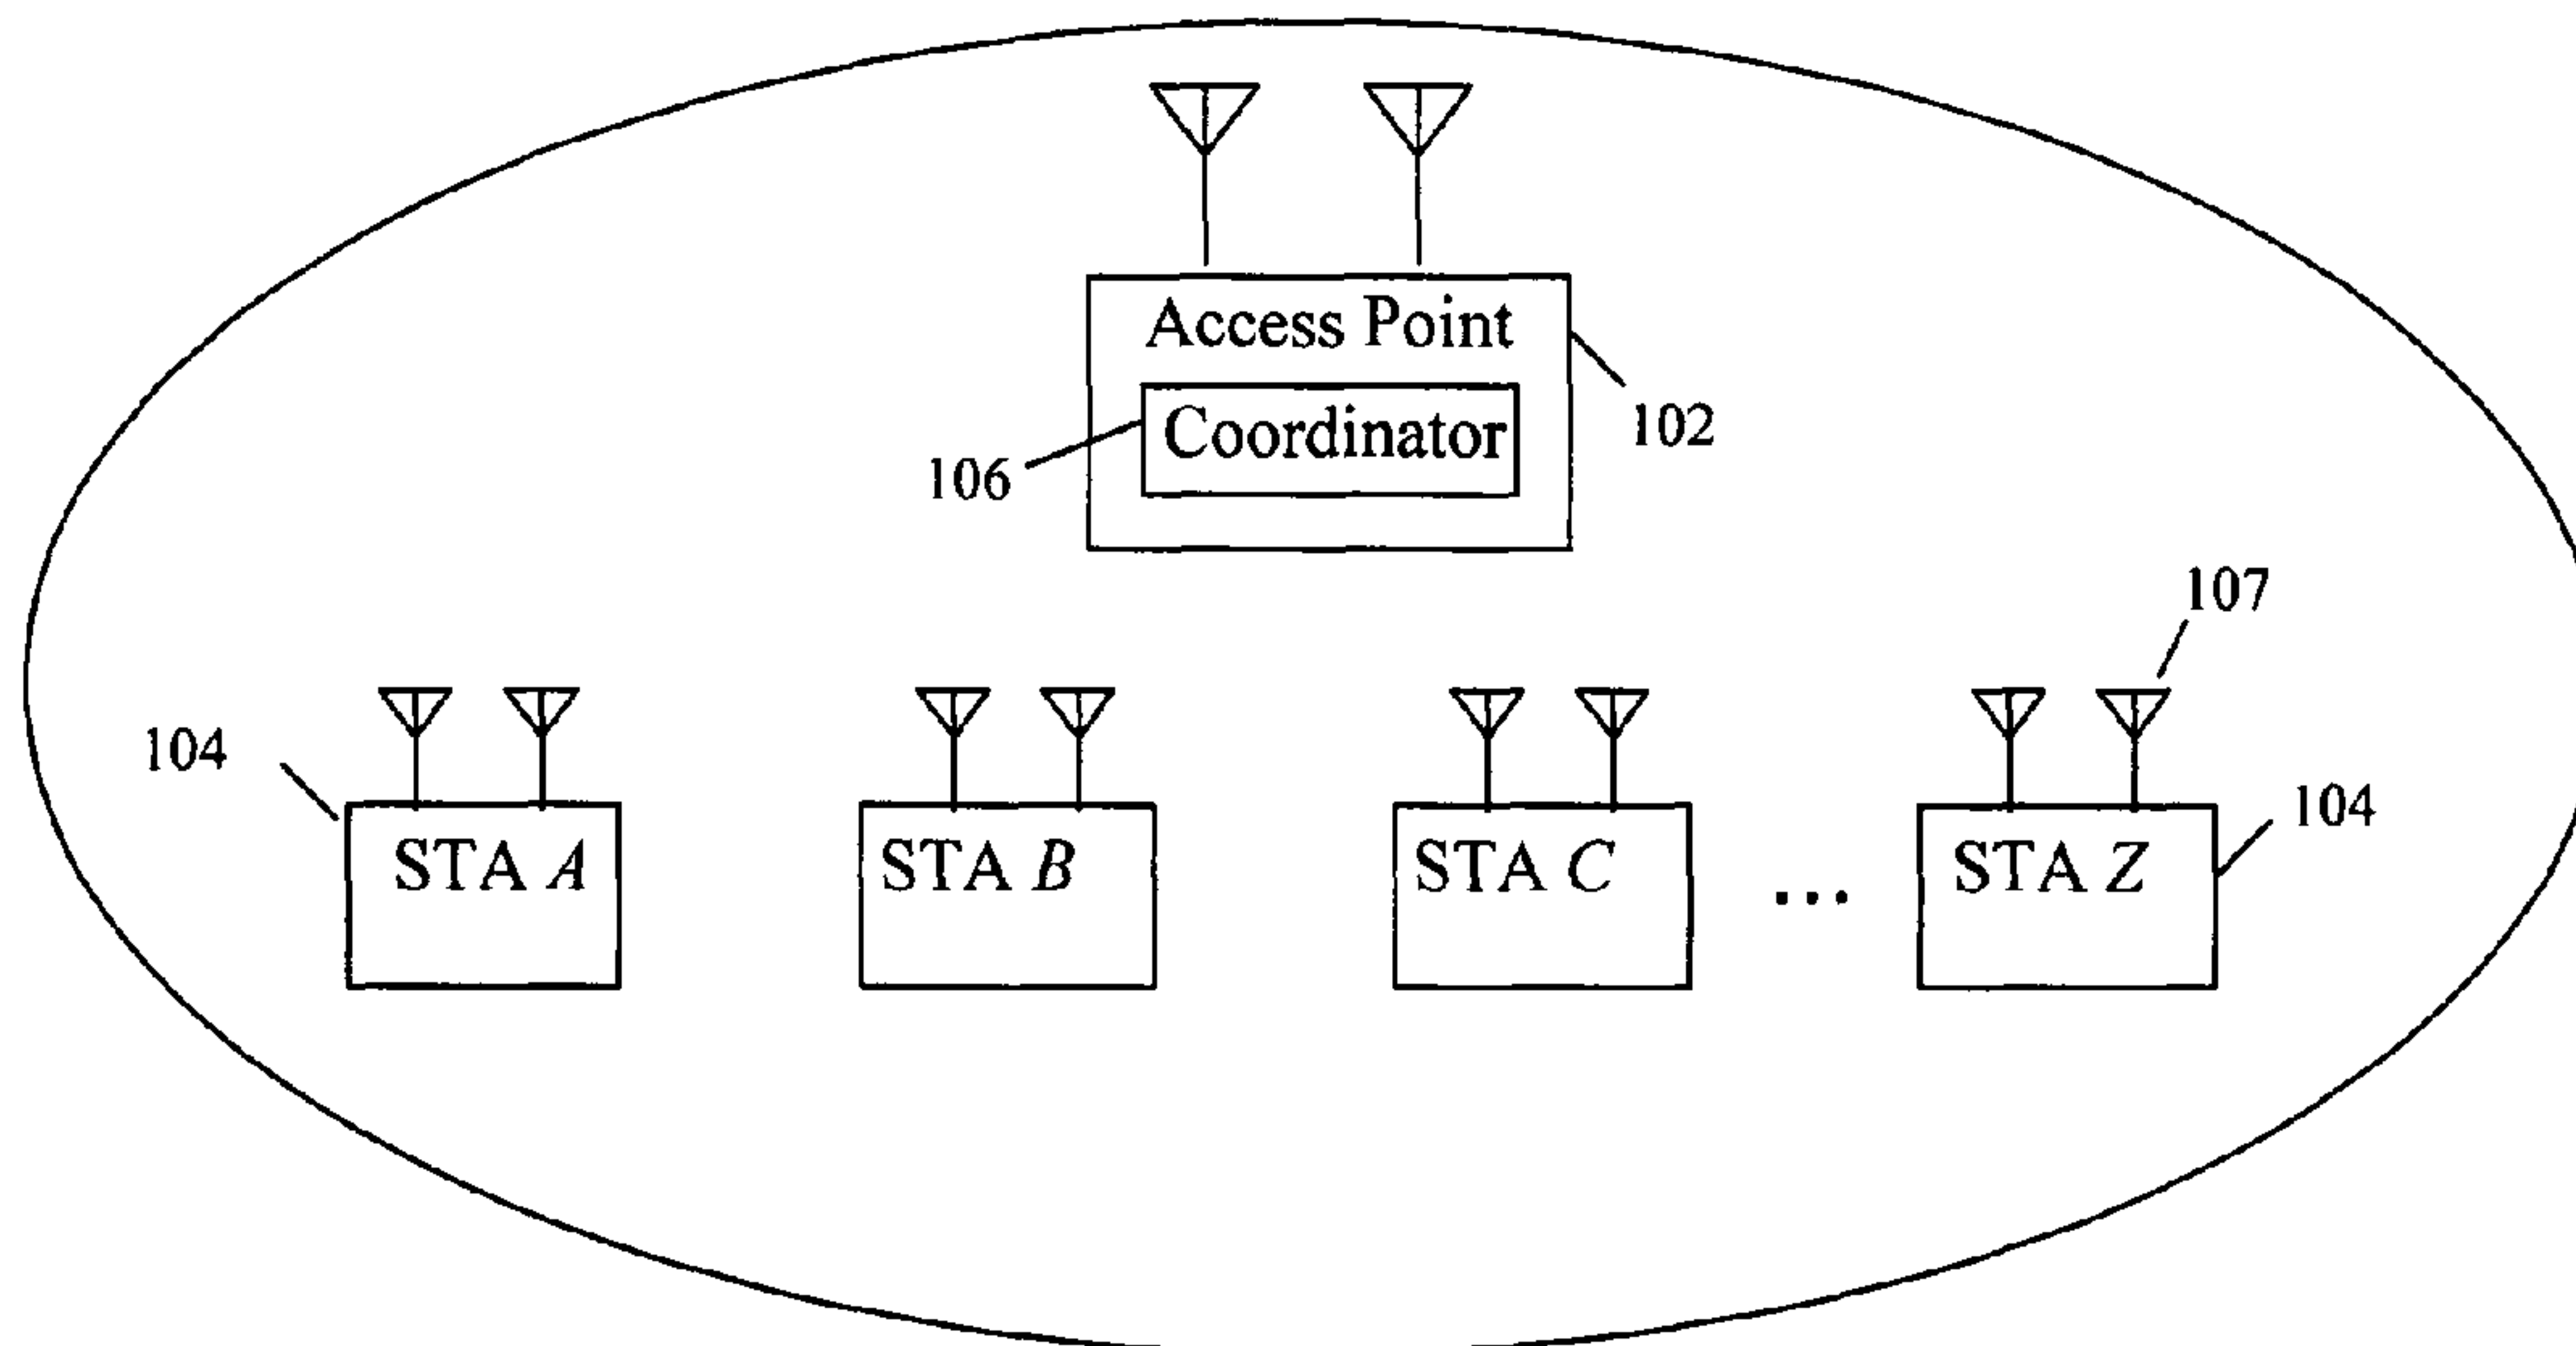 Access Point
Coordinator
102
106
107
104
STA A
STA B
STA C
...
STA Z
104